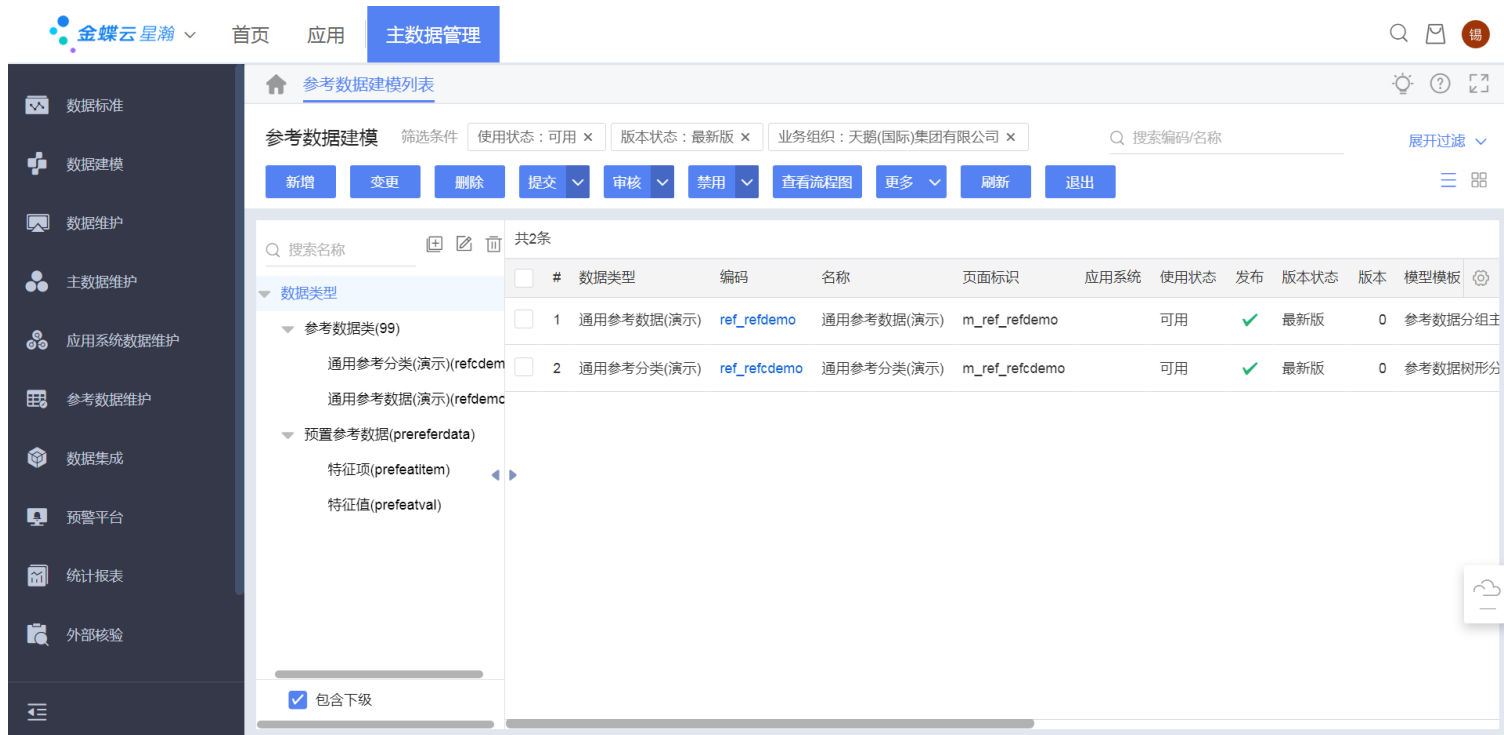 金蝶云 星瀚 首页 应用 主数据管理 锡
数据标准
数据建模
数据维护
主数据维护
应用系统数据维护
参考数据维护
数据集成
预警平台
统计报表
外部核验
参考数据建模列表
参考数据建模 筛选条件 使用状态：可用 × 版本状态：最新版 × 业务组织：天鹅(国际)集团有限公司 × 搜索编码/名称 展开过滤
新增 变更 删除 提交 审核 禁用 查看流程图 更多 刷新 退出
搜索名称
数据类型
参考数据类(99)
通用参考分类(演示)(refcdem
通用参考数据(演示)(refdemo
预置参考数据(prereferdata)
特征项(prefeatitem)
特征值(prefeatval)
包含下级
共2条
# 数据类型 编码 名称 页面标识 应用系统 使用状态 发布 版本状态 版本 模型模板
1 通用参考数据(演示) ref_refdemo 通用参考数据(演示) m_ref_refdemo 可用 最新版 0 参考数据分组主
2 通用参考分类(演示) ref_refcdemo 通用参考分类(演示) m_ref_refcdemo 可用 最新版 0 参考数据树形分